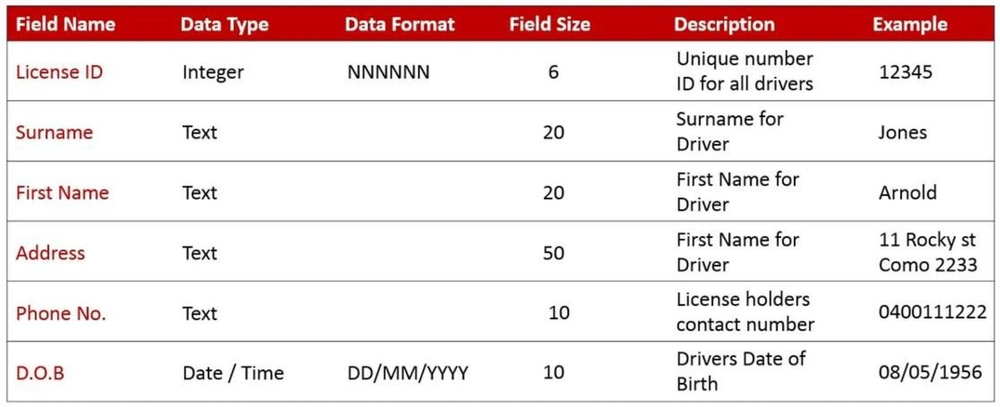 Field Name Data Type Data Format Field Size Description Example
License ID Integer NNNNNN 6 Unique number 12345
ID for all drivers
Surname Text 20 Surname for Jones
Driver
First Name Text 20 First Name for Arnold
Driver
Address Text 50 First Name for 11 Rocky st
Driver Como 2233
Phone No. Text 10 License holders 0400111222
contact number
D.O.B Date / Time DD/MM/YYYY 10 Drivers Date of 08/05/1956
Birth